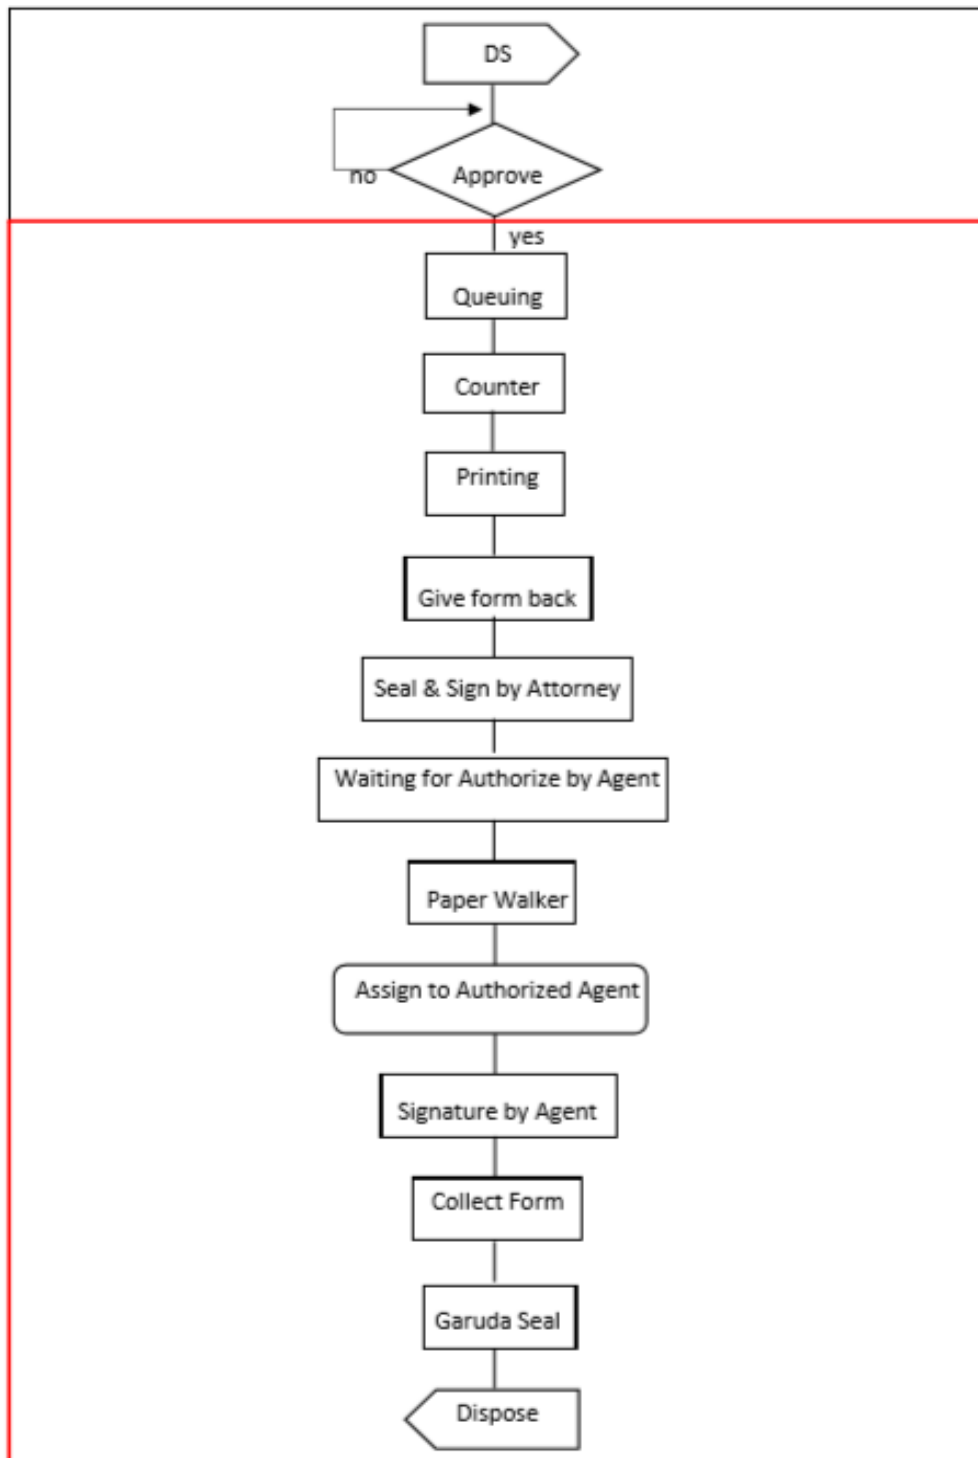 DS
no
Approve
yes
Queuing
Counter
Printing
Give form back
Seal & Sign by Attorney
Waiting for Authorize by Agent
Paper Walker
Assign to Authorized Agent
Signature by Agent
Collect Form
Garuda Seal
Dispose